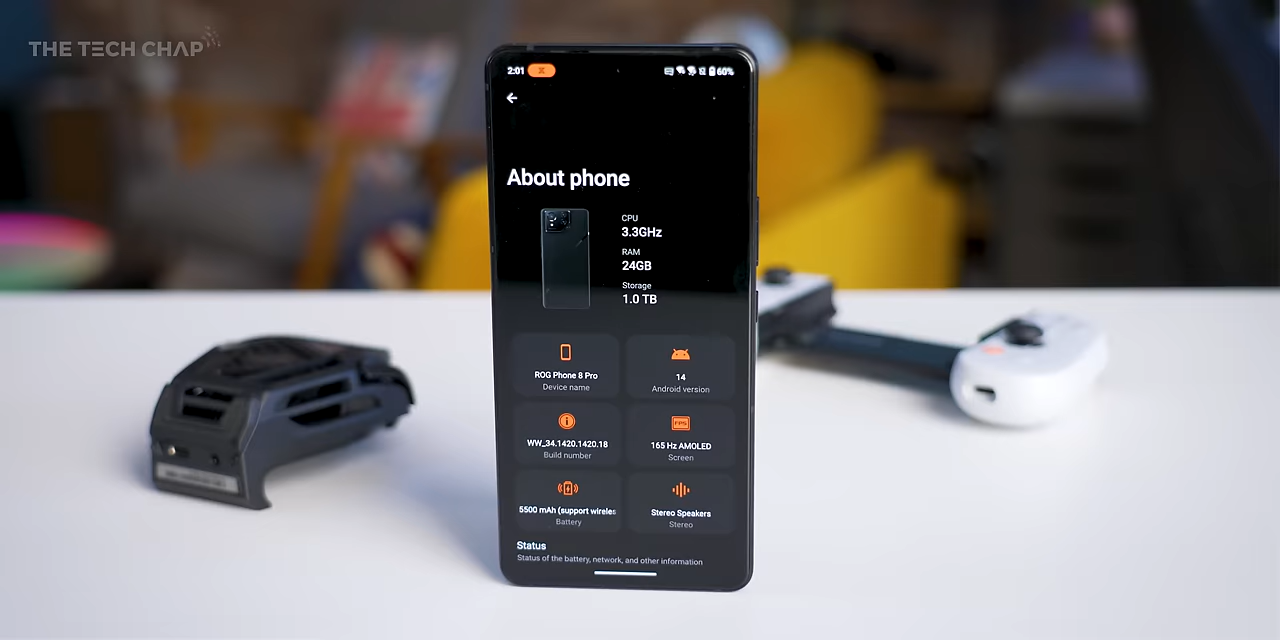 THE TECH CHAP
2:01
60%
About phone
CPU
3.3GHz
RAM
24GB
Storage
1.0 TB
ROG Phone 8 Pro
Device name
14
Android version
WW_34.1420.1420.18
Build number
FPS
165 Hz AMOLED
Screen
5500 mAh (support wireles
Battery
Stereo Speakers
Stereo
Status
Status of the battery, network, and other information